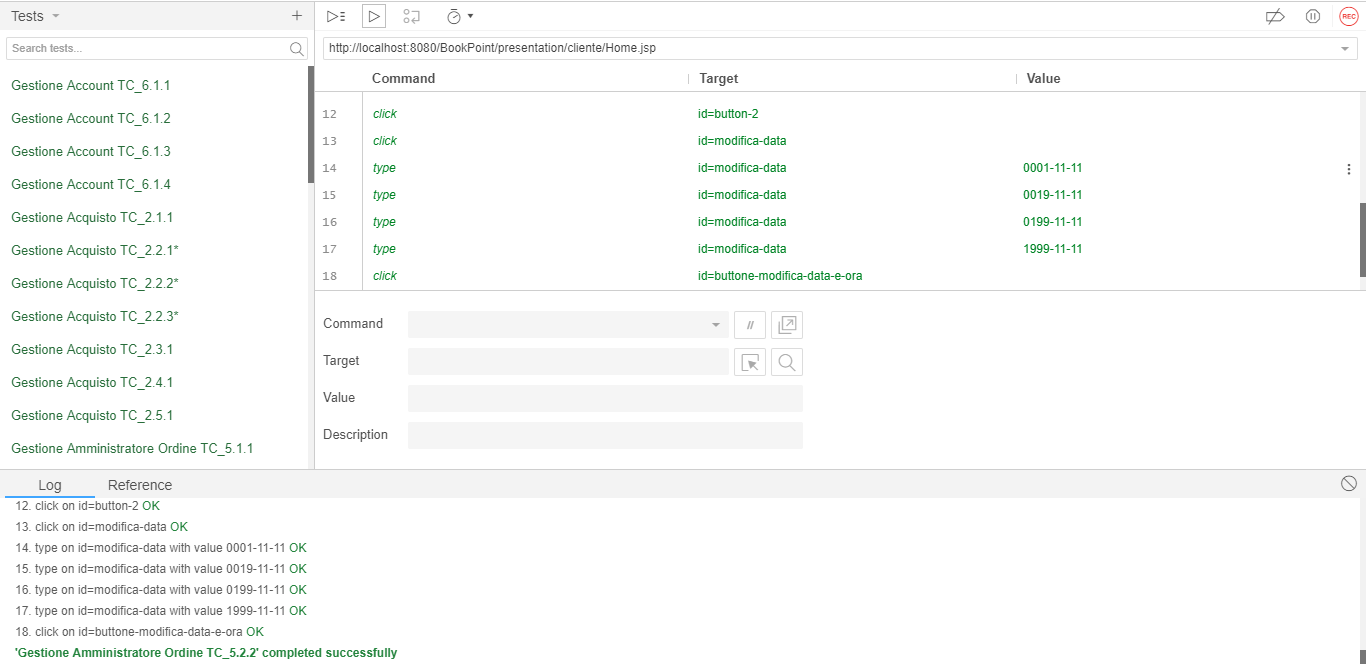 Tests
Search tests...
Gestione Account TC_6.1.1
Gestione Account TC_6.1.2
Gestione Account TC_6.1.3
Gestione Account TC_6.1.4
Gestione Acquisto TC_2.1.1
Gestione Acquisto TC_2.2.1*
Gestione Acquisto TC_2.2.2*
Gestione Acquisto TC_2.2.3*
Gestione Acquisto TC_2.3.1
Gestione Acquisto TC_2.4.1
Gestione Acquisto TC_2.5.1
Gestione Amministratore Ordine TC_5.1.1
REC
http://localhost:8080/BookPoint/presentation/cliente/Home.jsp
Command Target Value
12 click id=button-2
13 click id=modifica-data
14 type id=modifica-data 0001-11-11
15 type id=modifica-data 0019-11-11
16 type id=modifica-data 0199-11-11
17 type id=modifica-data 1999-11-11
18 click id=buttone-modifica-data-e-ora
Command //
Target
Value
Description
Log Reference
12. click on id=button-2 OK
13. click on id=modifica-data OK
14. type on id=modifica-data with value 0001-11-11 OK
15. type on id=modifica-data with value 0019-11-11 OK
16. type on id=modifica-data with value 0199-11-11 OK
17. type on id=modifica-data with value 1999-11-11 OK
18. click on id=buttone-modifica-data-e-ora OK
'Gestione Amministratore Ordine TC_5.2.2' completed successfully